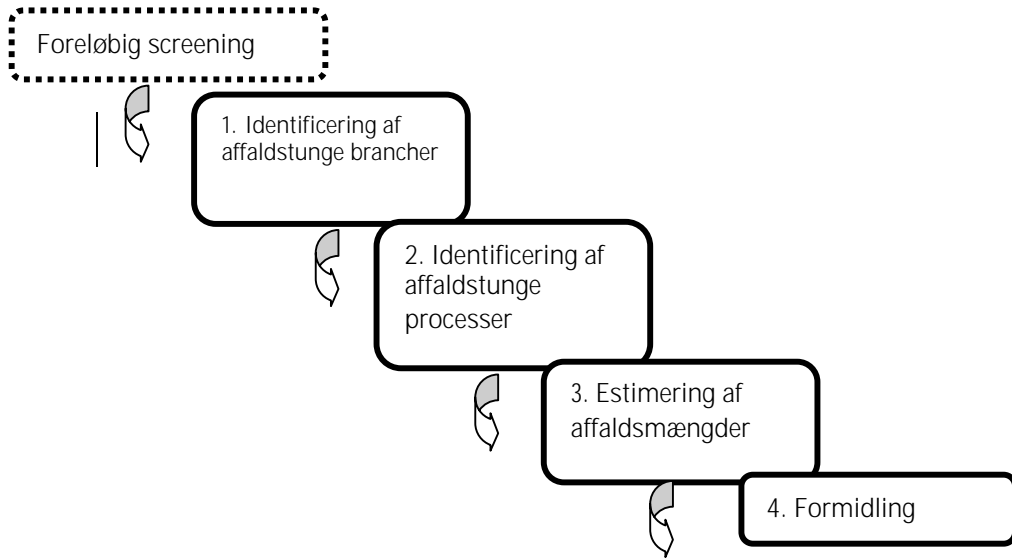 Foreløbig screening
1. Identificering af
affaldstunge brancher
2. Identificering af
affaldstunge
processer
3. Estimering af
affaldsmængder
4. Formidling